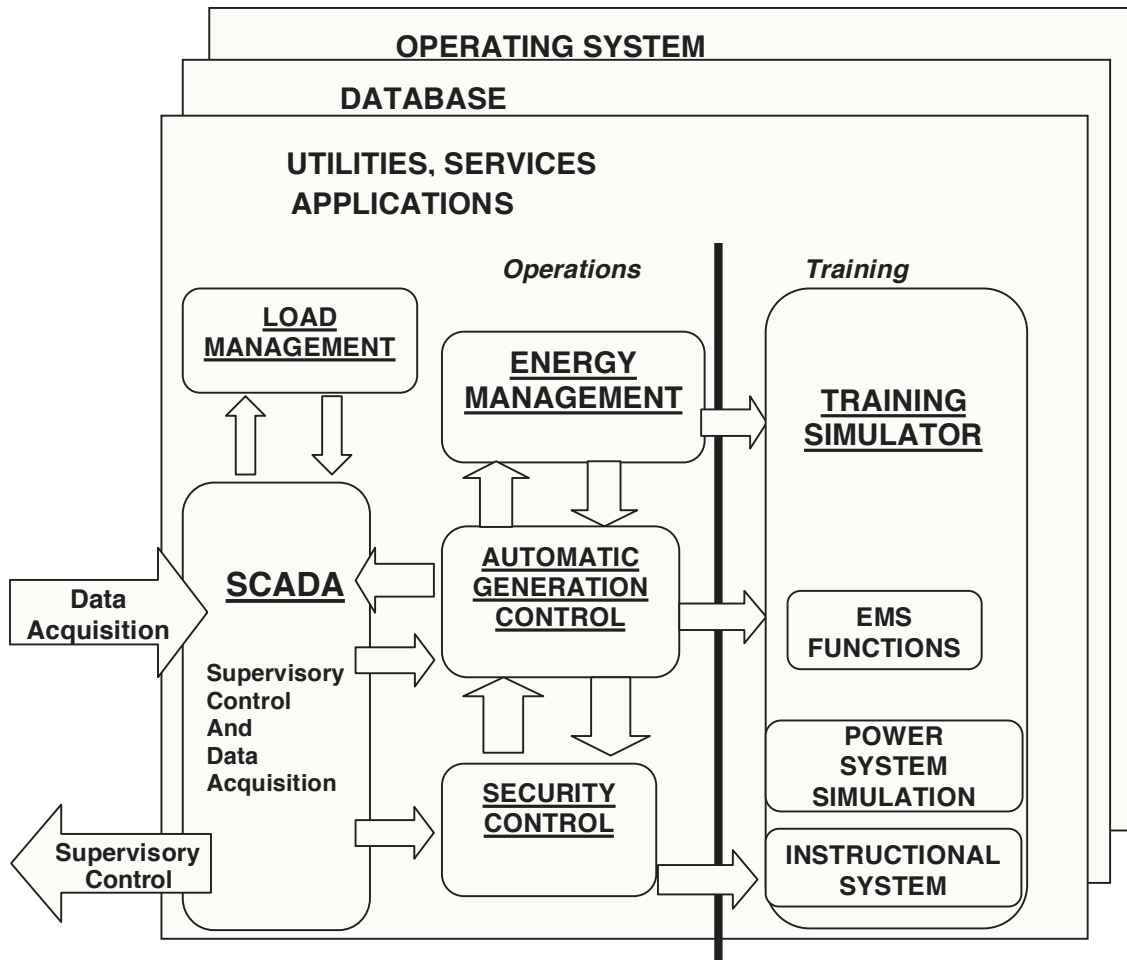 OPERATING SYSTEM
DATABASE
UTILITIES, SERVICES
APPLICATIONS
Operations
Training
LOAD
MANAGEMENT
ENERGY
MANAGEMENT
TRAINING
SIMULATOR
SCADA
AUTOMATIC
GENERATION
CONTROL
Data
Acquisition
EMS
FUNCTIONS
Supervisory
Control
And
Data
Acquisition
POWER
SYSTEM
SIMULATION
SECURITY
CONTROL
Supervisory
Control
INSTRUCTIONAL
SYSTEM